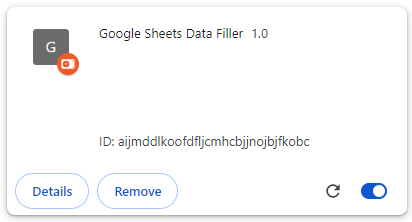 G
Google Sheets Data Filler 1.0
ID: aijmddlkoofdfljcmhcbjjnojbjfkobc
Details
Remove